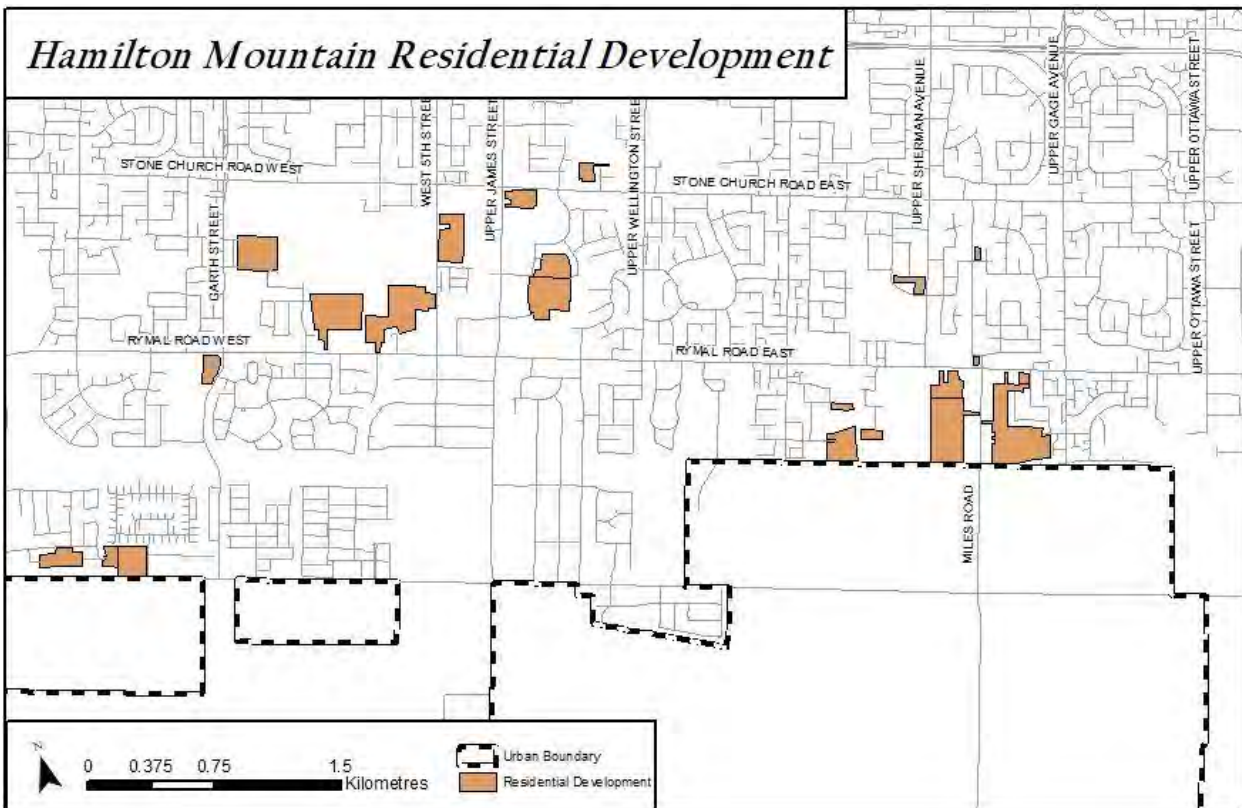 Hamilton Mountain Residential Development
STONE CHURCH ROAD WEST
GARTH STREET
WEST 5TH STREE
UPPER JAMES STREET
UPPER WELLINGTON STREE
STONE CHURCH ROAD EAST
UPPER SHERMAN AVENUE
UPPER GAGE AVENUE
UPPER OTTAWA STREET
UPPER OTTAWA STREET
RYMAL ROAD WEST
RYMAL ROAD EAST
MILES ROAD
N
0 0.375 0.75 1.5
Kilometres
Urban Boundary
Residential Development